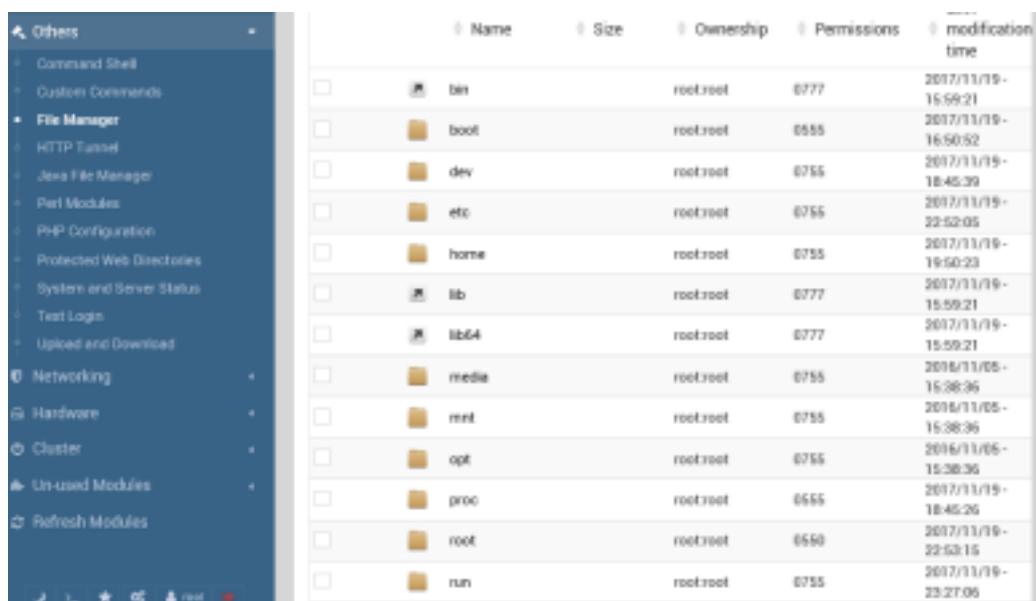 Others
Command Shell
Custom Commands
File Manager
HTTP Tunnel
Java File Manager
Perl Modules
PHP Configuration
Protected Web Directories
System and Server Status
Test Login
Upload and Download
Networking
Hardware
Cluster
Un-used Modules
Refresh Modules
root
Name Size Ownership Permissions modification
time
bin root:root 0777 2017/11/19 -
15:59:21
boot root:root 0555 2017/11/19 -
16:50:52
dev root:root 0755 2017/11/19 -
18:45:39
etc root:root 0755 2017/11/19 -
22:52:05
home root:root 0755 2017/11/19 -
19:50:23
lib root:root 0777 2017/11/19 -
15:59:21
lib64 root:root 0777 2017/11/19 -
15:59:21
media root:root 0755 2016/11/05 -
15:38:36
mnt root:root 0755 2016/11/05 -
15:38:36
opt root:root 0755 2016/11/05 -
15:38:36
proc root:root 0555 2017/11/19 -
18:45:26
root root:root 0550 2017/11/19 -
22:53:15
run root:root 0755 2017/11/19 -
23:27:06